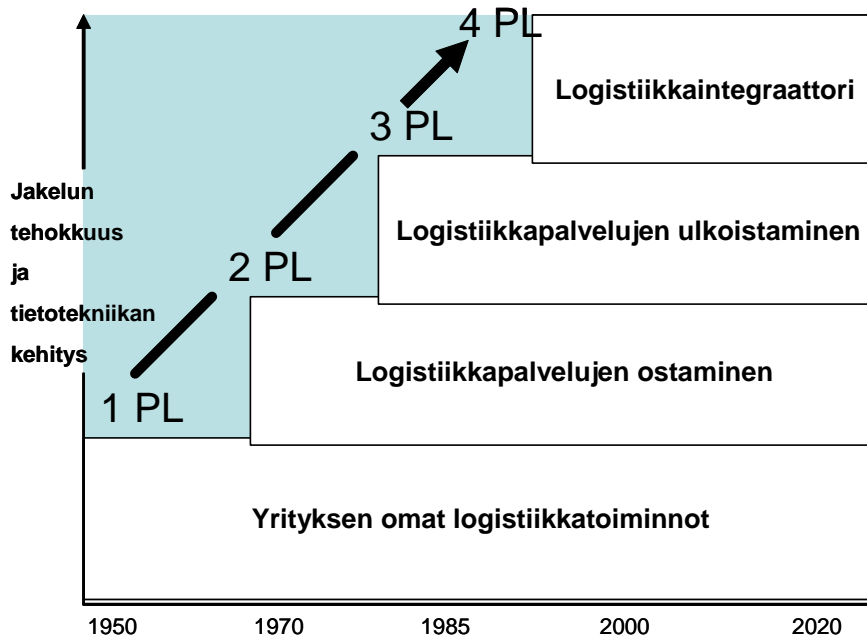 4 PL
Logistiikkaintegraattori
3 PL
Jakelun
tehokkuus
ja
tietotekniikan
kehitys
Logistiikkapalvelujen ulkoistaminen
2 PL
Logistiikkapalvelujen ostaminen
1 PL
Yrityksen omat logistiikkatoiminnot
1950 1970 1985 2000 2020